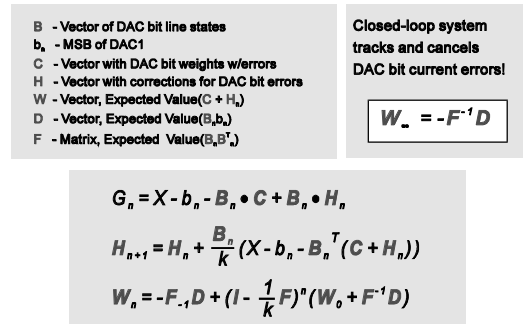 B - Vector of DAC bit line states
bₙ - MSB of DAC1
C - Vector with DAC bit weights w/errors
H - Vector with corrections for DAC bit errors
W - Vector, Expected Value(C + Hₙ)
D - Vector, Expected Value(Bₙbₙ)
F - Matrix, Expected Value(BₙBᵀₙ)
Closed-loop system
tracks and cancels
DAC bit current errors!
W∞ = -F⁻¹D
Gₙ = X - bₙ - Bₙ • C + Bₙ • Hₙ
Hₙ₊₁ = Hₙ + Bₙ/k (X - bₙ - Bₙᵀ(C + Hₙ))
Wₙ = -F₋₁D + (I - 1/k F)ⁿ(W₀ + F⁻¹D)